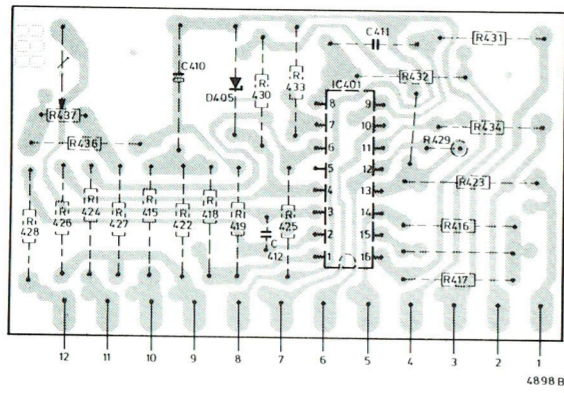 C411
R431
C410
IC401
R432
D405
R 430
R 433
8 9
7 10
6 11
5 12
4 13
3 14
2 15
1 16
R437
R436
R434
R429
R423
R 428
R 426
R 424
R 427
R 415
R 422
R 418
R 419
C 412
R 425
R416
R417
12 11 10 9 8 7 6 5 4 3 2 1
4898 B